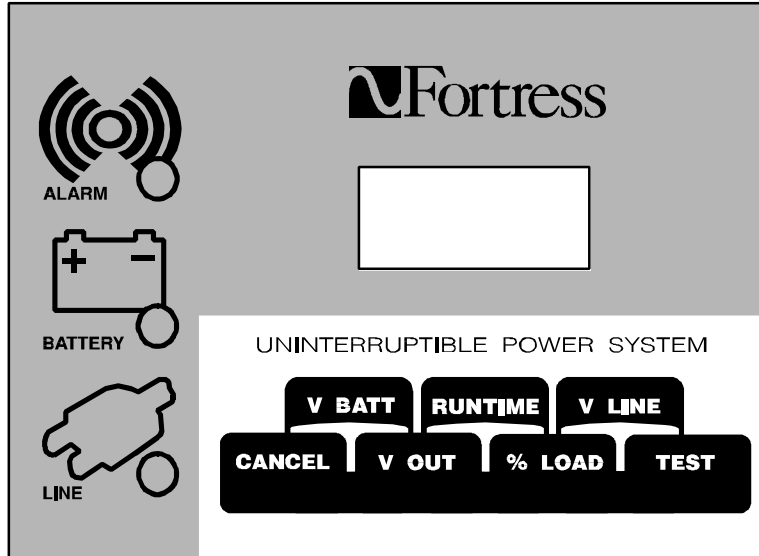 Fortress
ALARM
BATTERY
LINE
UNINTERRUPTIBLE POWER SYSTEM
V BATT RUNTIME V LINE
CANCEL V OUT % LOAD TEST